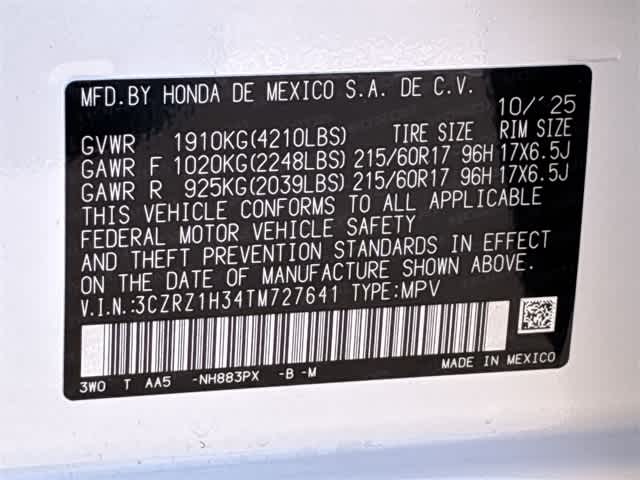 MFD.BY HONDA DE MEXICO S.A. DE C.V. 10/'25
GVWR 1910KG(4210LBS) TIRE SIZE RIM SIZE
GAWR F 1020KG(2248LBS) 215/60R17 96H 17X6.5J
GAWR R 925KG(2039LBS) 215/60R17 96H 17X6.5J
THIS VEHICLE CONFORMS TO ALL APPLICABLE
FEDERAL MOTOR VEHICLE SAFETY
AND THEFT PREVENTION STANDARDS IN EFFECT
ON THE DATE OF MANUFACTURE SHOWN ABOVE.
V.I.N.:3CZRZ1H34TM727641 TYPE:MPV
MADE IN MEXICO
3W0 T AA5 -NH883PX -B -M